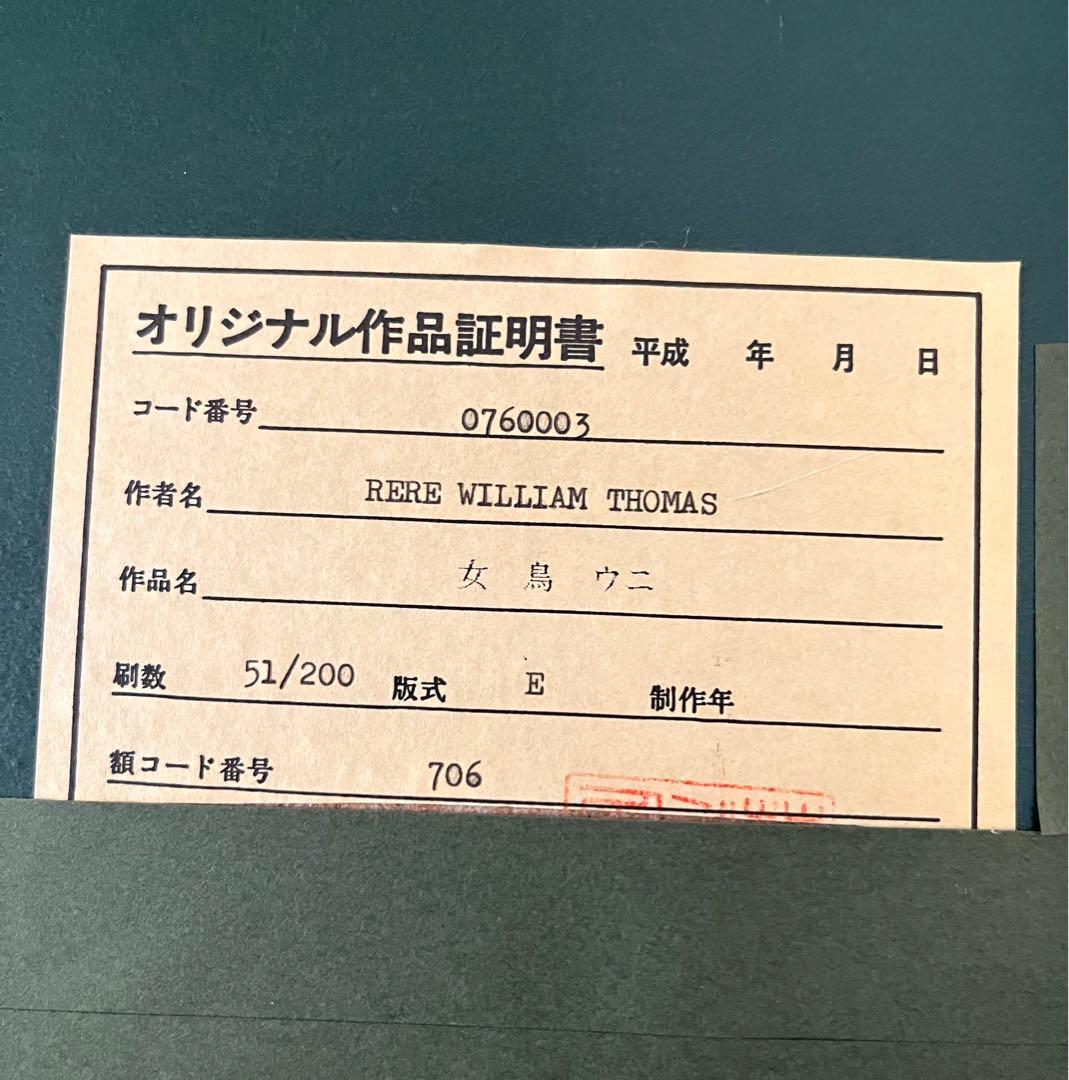 オリジナル作品証明書 平成 年 月 日
コード番号 0760003
作者名 RERE WILLIAM THOMAS
作品名 女 鳥 ウニ
刷数 51/200 版式 E 制作年
額コード番号 706